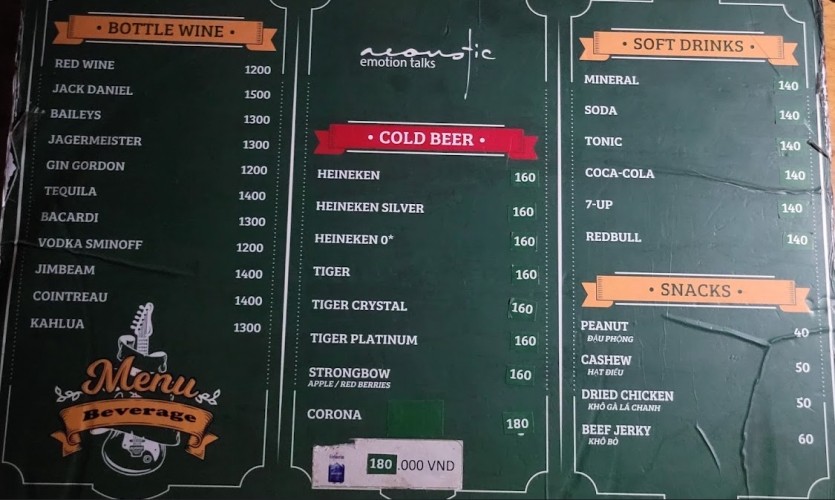 • BOTTLE WINE •
RED WINE 1200
JACK DANIEL 1500
BAILEYS 1300
JAGERMEISTER 1300
GIN GORDON 1200
TEQUILA 1400
BACARDI 1300
VODKA SMINOFF 1200
JIMBEAM 1400
COINTREAU 1400
KAHLUA 1300
Menu
Beverage
acoustic
emotion talks
• COLD BEER •
HEINEKEN 160
HEINEKEN SILVER 160
HEINEKEN 0* 160
TIGER 160
TIGER CRYSTAL 160
TIGER PLATINUM 160
STRONGBOW 160
APPLE / RED BERRIES
CORONA 180
180.000 VND
• SOFT DRINKS •
MINERAL 140
SODA 140
TONIC 140
COCA-COLA 140
7-UP 140
REDBULL 140
• SNACKS •
PEANUT 40
ĐẬU PHỘNG
CASHEW 50
HẠT ĐIỀU
DRIED CHICKEN 50
KHÔ GÀ LÁ CHANH
BEEF JERKY 60
KHÔ BÒ